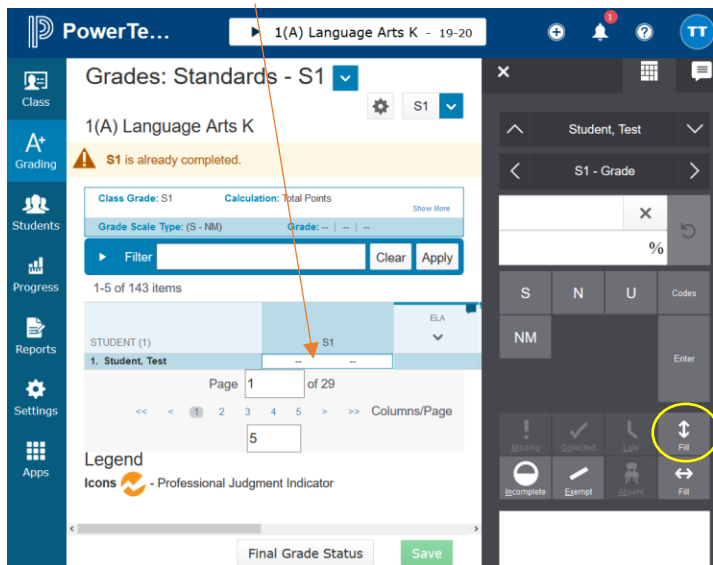 PowerTe...
1(A) Language Arts K - 19-20
1
TT
Class
Grading
Students
Progress
Reports
Settings
Apps
Grades: Standards - S1
S1
1(A) Language Arts K
S1 is already completed.
Class Grade: S1 Calculation: Total Points
Show More
Grade Scale Type: (S - NM) Grade: -- | -- | --
Filter
Clear Apply
1-5 of 143 items
ELA
STUDENT (1) S1
1. Student, Test -- --
Page 1 of 29
<< < 1 2 3 4 5 > >> Columns/Page
5
Legend
Icons - Professional Judgment Indicator
Final Grade Status Save
Student, Test
S1 - Grade
%
S N U Codes
NM
Enter
Missing Collected Late Fill
Incomplete Exempt Absent Fill